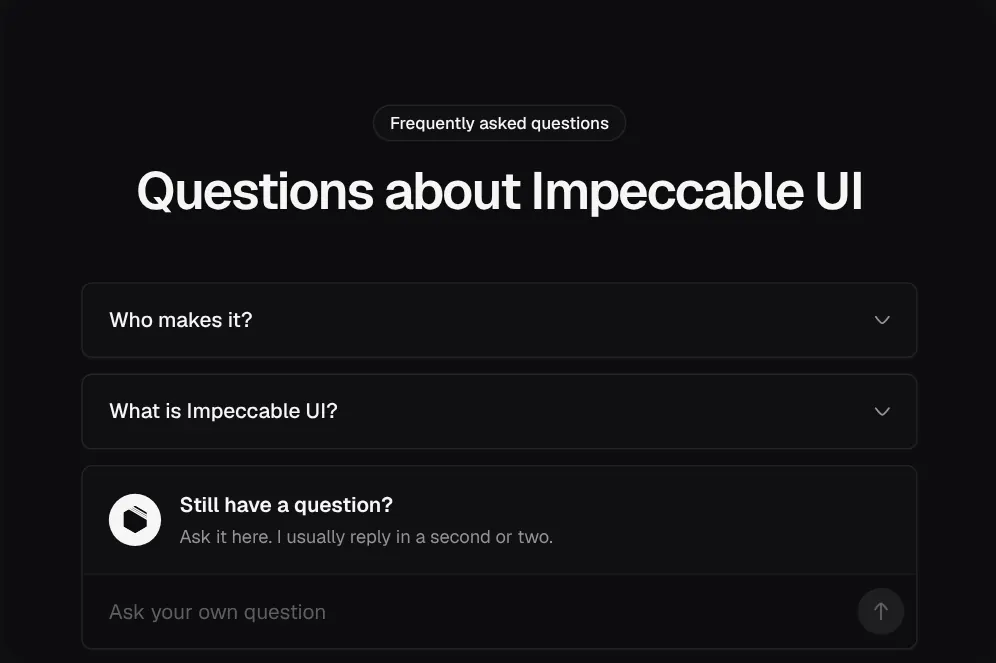 Frequently asked questions
Questions about Impeccable UI
Who makes it?
What is Impeccable UI?
Still have a question?
Ask it here. I usually reply in a second or two.
Ask your own question